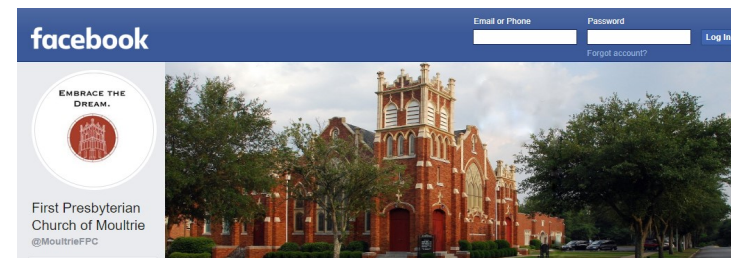 Email or Phone
Password
facebook
Log In
Forgot account?
EMBRACE THE
DREAM.
First Presbyterian
Church of Moultrie
@MoultrieFPC